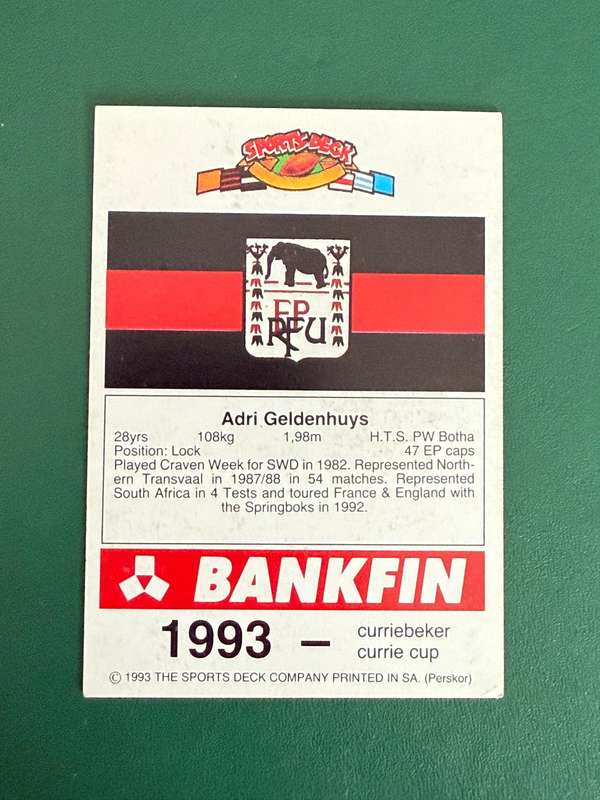 SPORTS DECK
EP
RFU
Adri Geldenhuys
28yrs 108kg 1,98m H.T.S. PW Botha
Position: Lock 47 EP caps
Played Craven Week for SWD in 1982. Represented North-
ern Transvaal in 1987/88 in 54 matches. Represented
South Africa in 4 Tests and toured France & England with
the Springboks in 1992.
BANKFIN
1993 – curriebeker
currie cup
© 1993 THE SPORTS DECK COMPANY PRINTED IN SA. (Perskor)